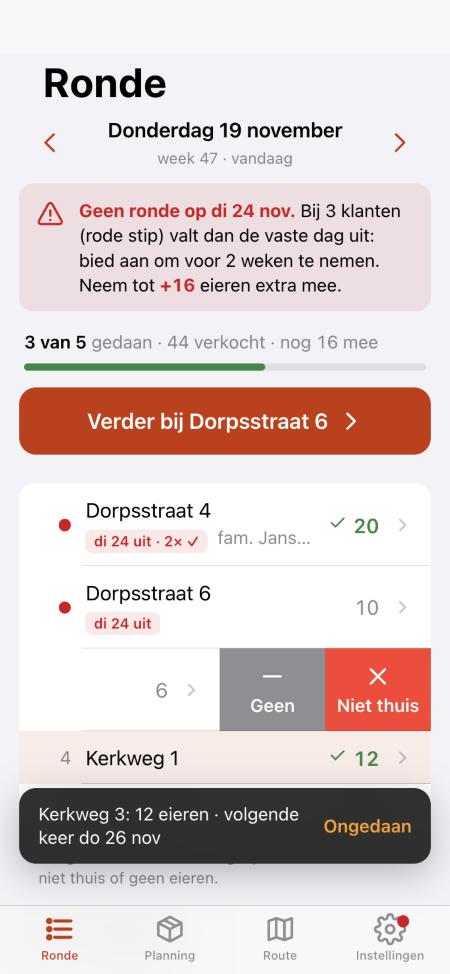 Ronde
Donderdag 19 november
week 47 · vandaag
Geen ronde op di 24 nov. Bij 3 klanten
(rode stip) valt dan de vaste dag uit:
bied aan om voor 2 weken te nemen.
Neem tot +16 eieren extra mee.
3 van 5 gedaan · 44 verkocht · nog 16 mee
Verder bij Dorpsstraat 6
Dorpsstraat 4
di 24 uit · 2× ✓ fam. Jans...
✓ 20
Dorpsstraat 6
di 24 uit
10
6
Geen
Niet thuis
4 Kerkweg 1 ✓ 12
Kerkweg 3: 12 eieren · volgende
keer do 26 nov
Ongedaan
niet thuis of geen eieren.
Ronde
Planning
Route
Instellingen